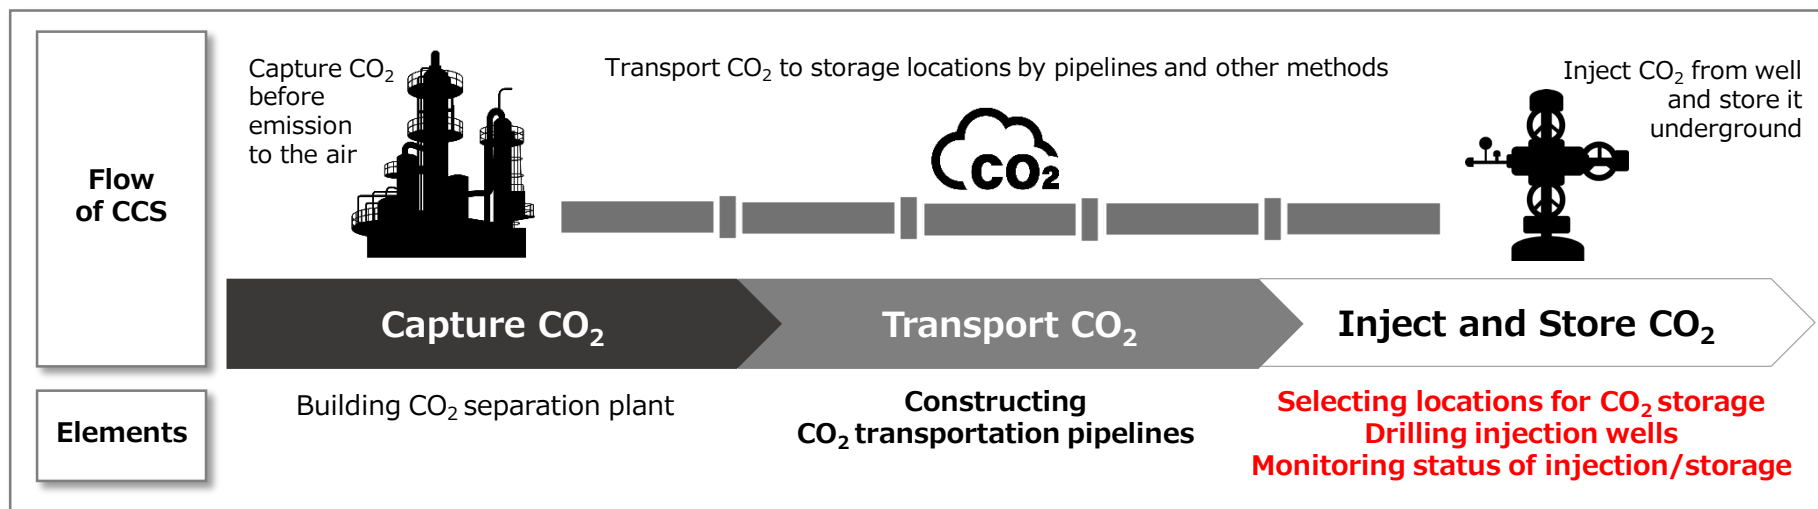 Flow
of CCS
Capture CO₂
before
emission
to the air
Transport CO₂ to storage locations by pipelines and other methods
CO₂
Inject CO₂ from well
and store it
underground
Capture CO₂
Transport CO₂
Inject and Store CO₂
Elements
Building CO₂ separation plant
Constructing
CO₂ transportation pipelines
Selecting locations for CO₂ storage
Drilling injection wells
Monitoring status of injection/storage